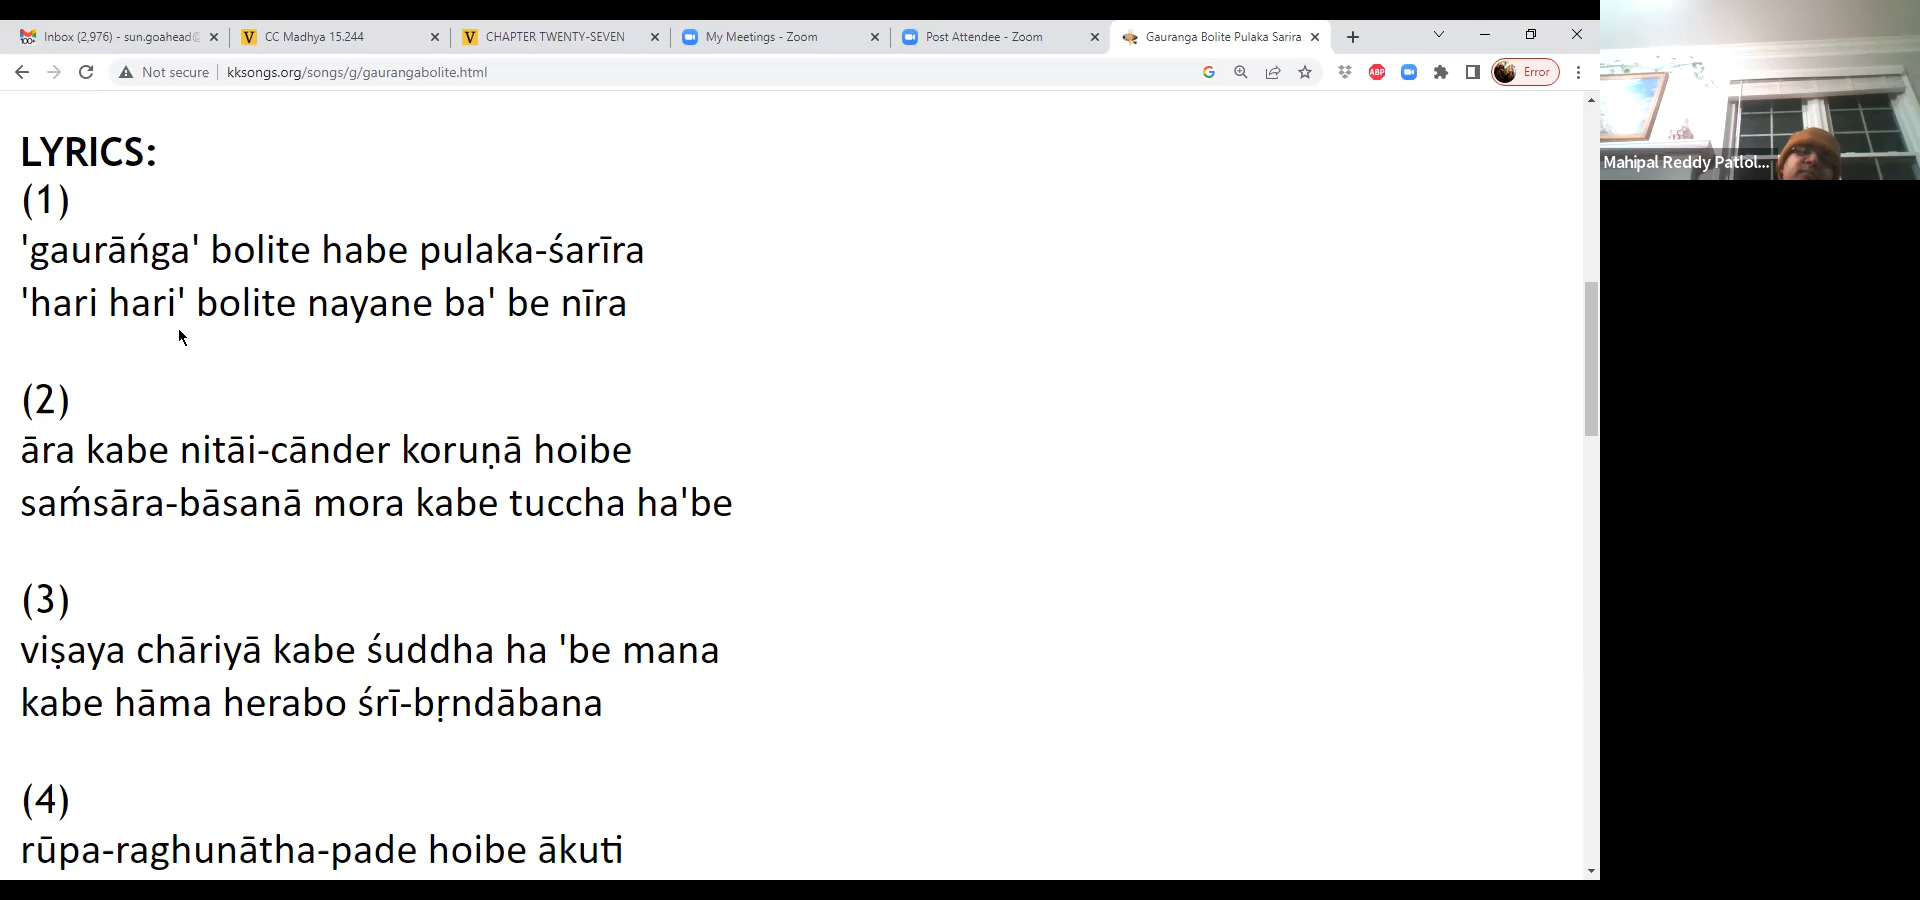 Inbox (2,976) - sun.goahead@
CC Madhya 15.244
CHAPTER TWENTY-SEVEN
My Meetings - Zoom
Post Attendee - Zoom
Gauranga Bolite Pulaka Sarira
Not secure
kksongs.org/songs/g/gaurangabolite.html
ABP
Error
Mahipal Reddy Patlol...
LYRICS:
(1)
'gaurāńga' bolite habe pulaka-śarīra
'hari hari' bolite nayane ba' be nīra
(2)
āra kabe nitāi-cānder koruṇā hoibe
saḿsāra-bāsanā mora kabe tuccha ha'be
(3)
viṣaya chāriyā kabe śuddha ha 'be mana
kabe hāma herabo śrī-bṛndābana
(4)
rūpa-raghunātha-pade hoibe ākuti